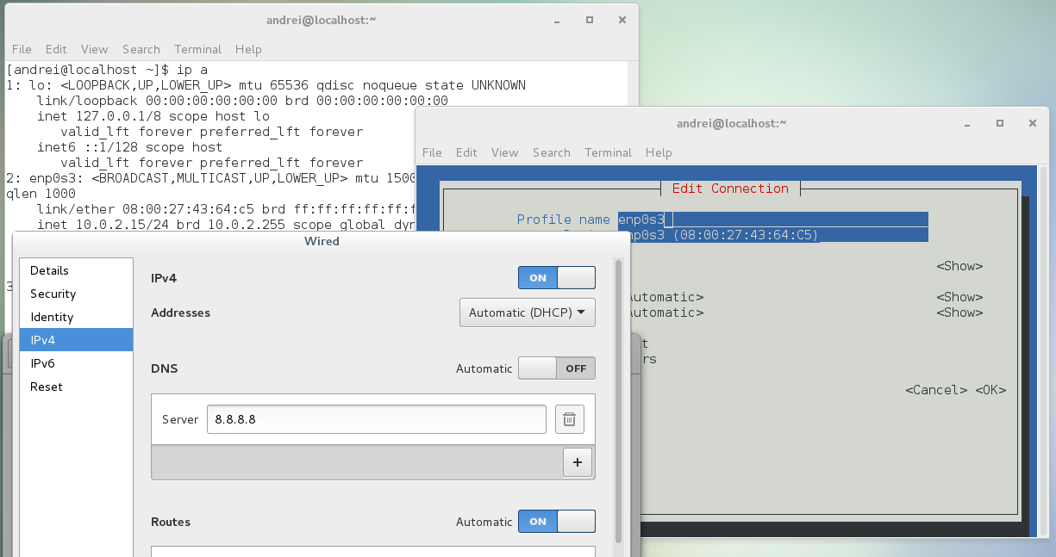 andrei@localhost:~
File Edit View Search Terminal Help
[andrei@localhost ~]$ ip a
1: lo: <LOOPBACK,UP,LOWER_UP> mtu 65536 qdisc noqueue state UNKNOWN
link/loopback 00:00:00:00:00:00 brd 00:00:00:00:00:00
inet 127.0.0.1/8 scope host lo
valid_lft forever preferred_lft forever
inet6 ::1/128 scope host
valid_lft forever preferred_lft forever
2: enp0s3: <BROADCAST,MULTICAST,UP,LOWER_UP> mtu 1500
qlen 1000
link/ether 08:00:27:43:64:c5 brd ff:ff:ff:ff:ff:f
inet 10.0.2.15/24 brd 10.0.2.255 scope global dyn
3
andrei@localhost:~
File Edit View Search Terminal Help
Edit Connection
Profile name enp0s3
np0s3 (08:00:27:43:64:C5)
<Show>
utomatic> <Show>
utomatic> <Show>
t
rs
<Cancel> <OK>
Wired
Details
Security
Identity
IPv4
IPv6
Reset
IPv4 ON
Addresses Automatic (DHCP)
DNS Automatic OFF
Server 8.8.8.8
+
Routes Automatic ON